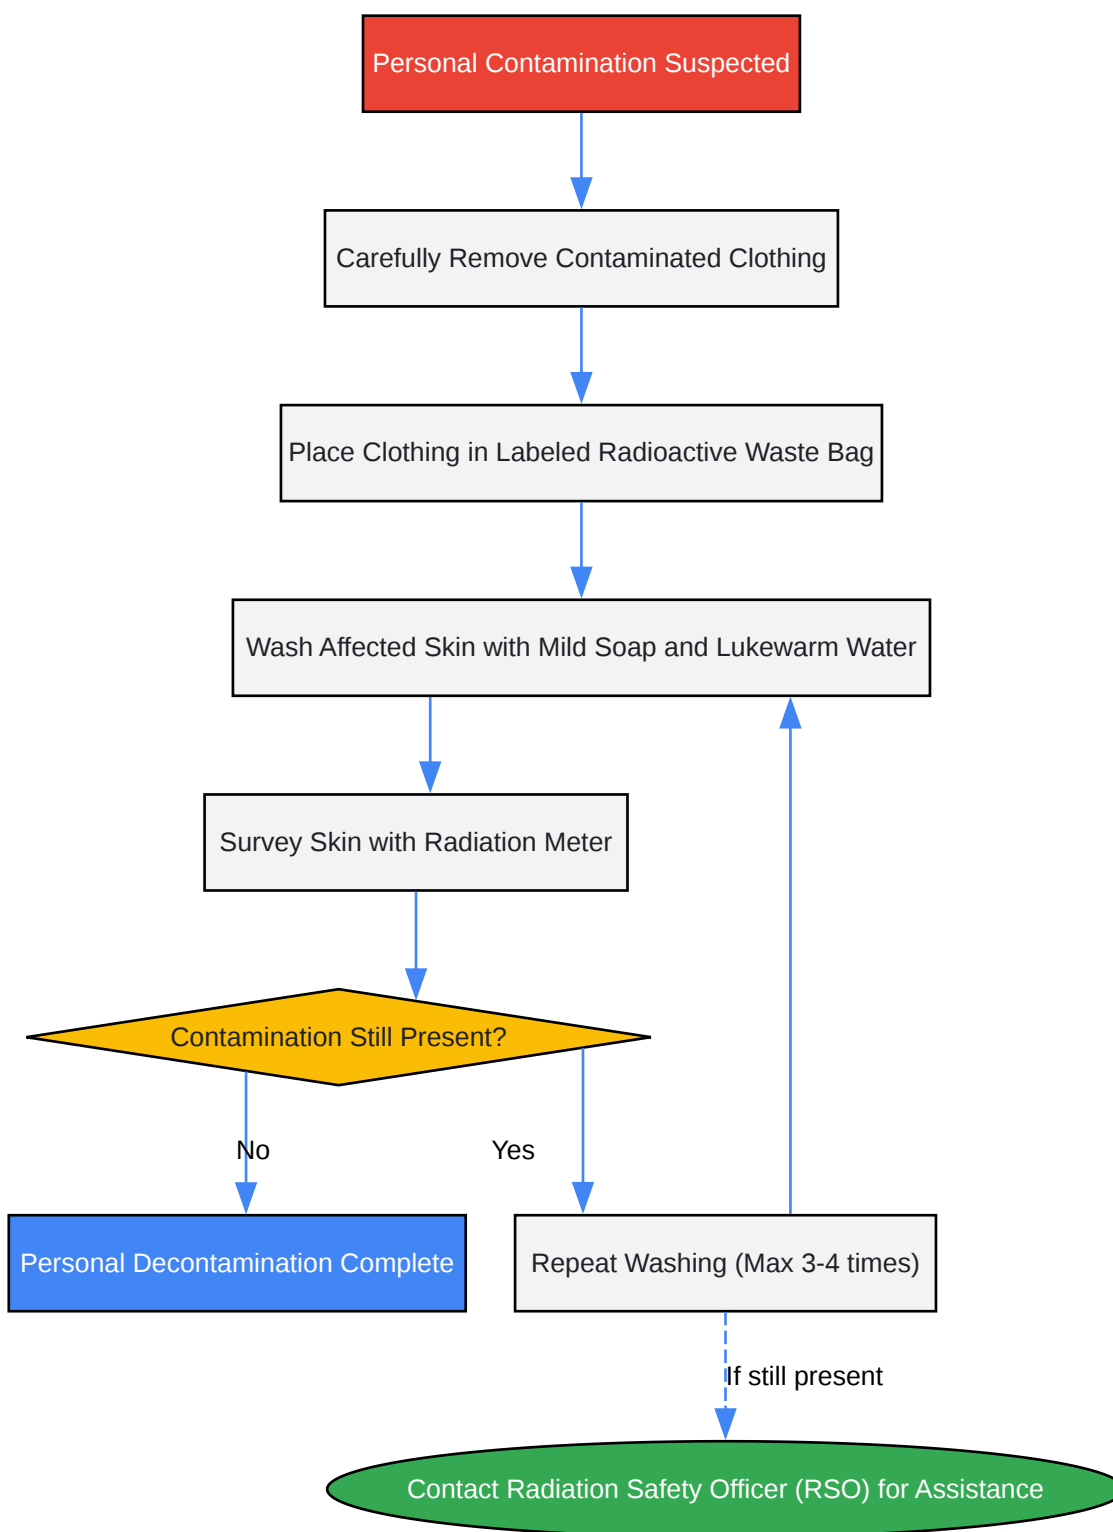 Personal Contamination Suspected
Carefully Remove Contaminated Clothing
Place Clothing in Labeled Radioactive Waste Bag
Wash Affected Skin with Mild Soap and Lukewarm Water
Survey Skin with Radiation Meter
Contamination Still Present?
No
Yes
Personal Decontamination Complete
Repeat Washing (Max 3-4 times)
If still present
Contact Radiation Safety Officer (RSO) for Assistance